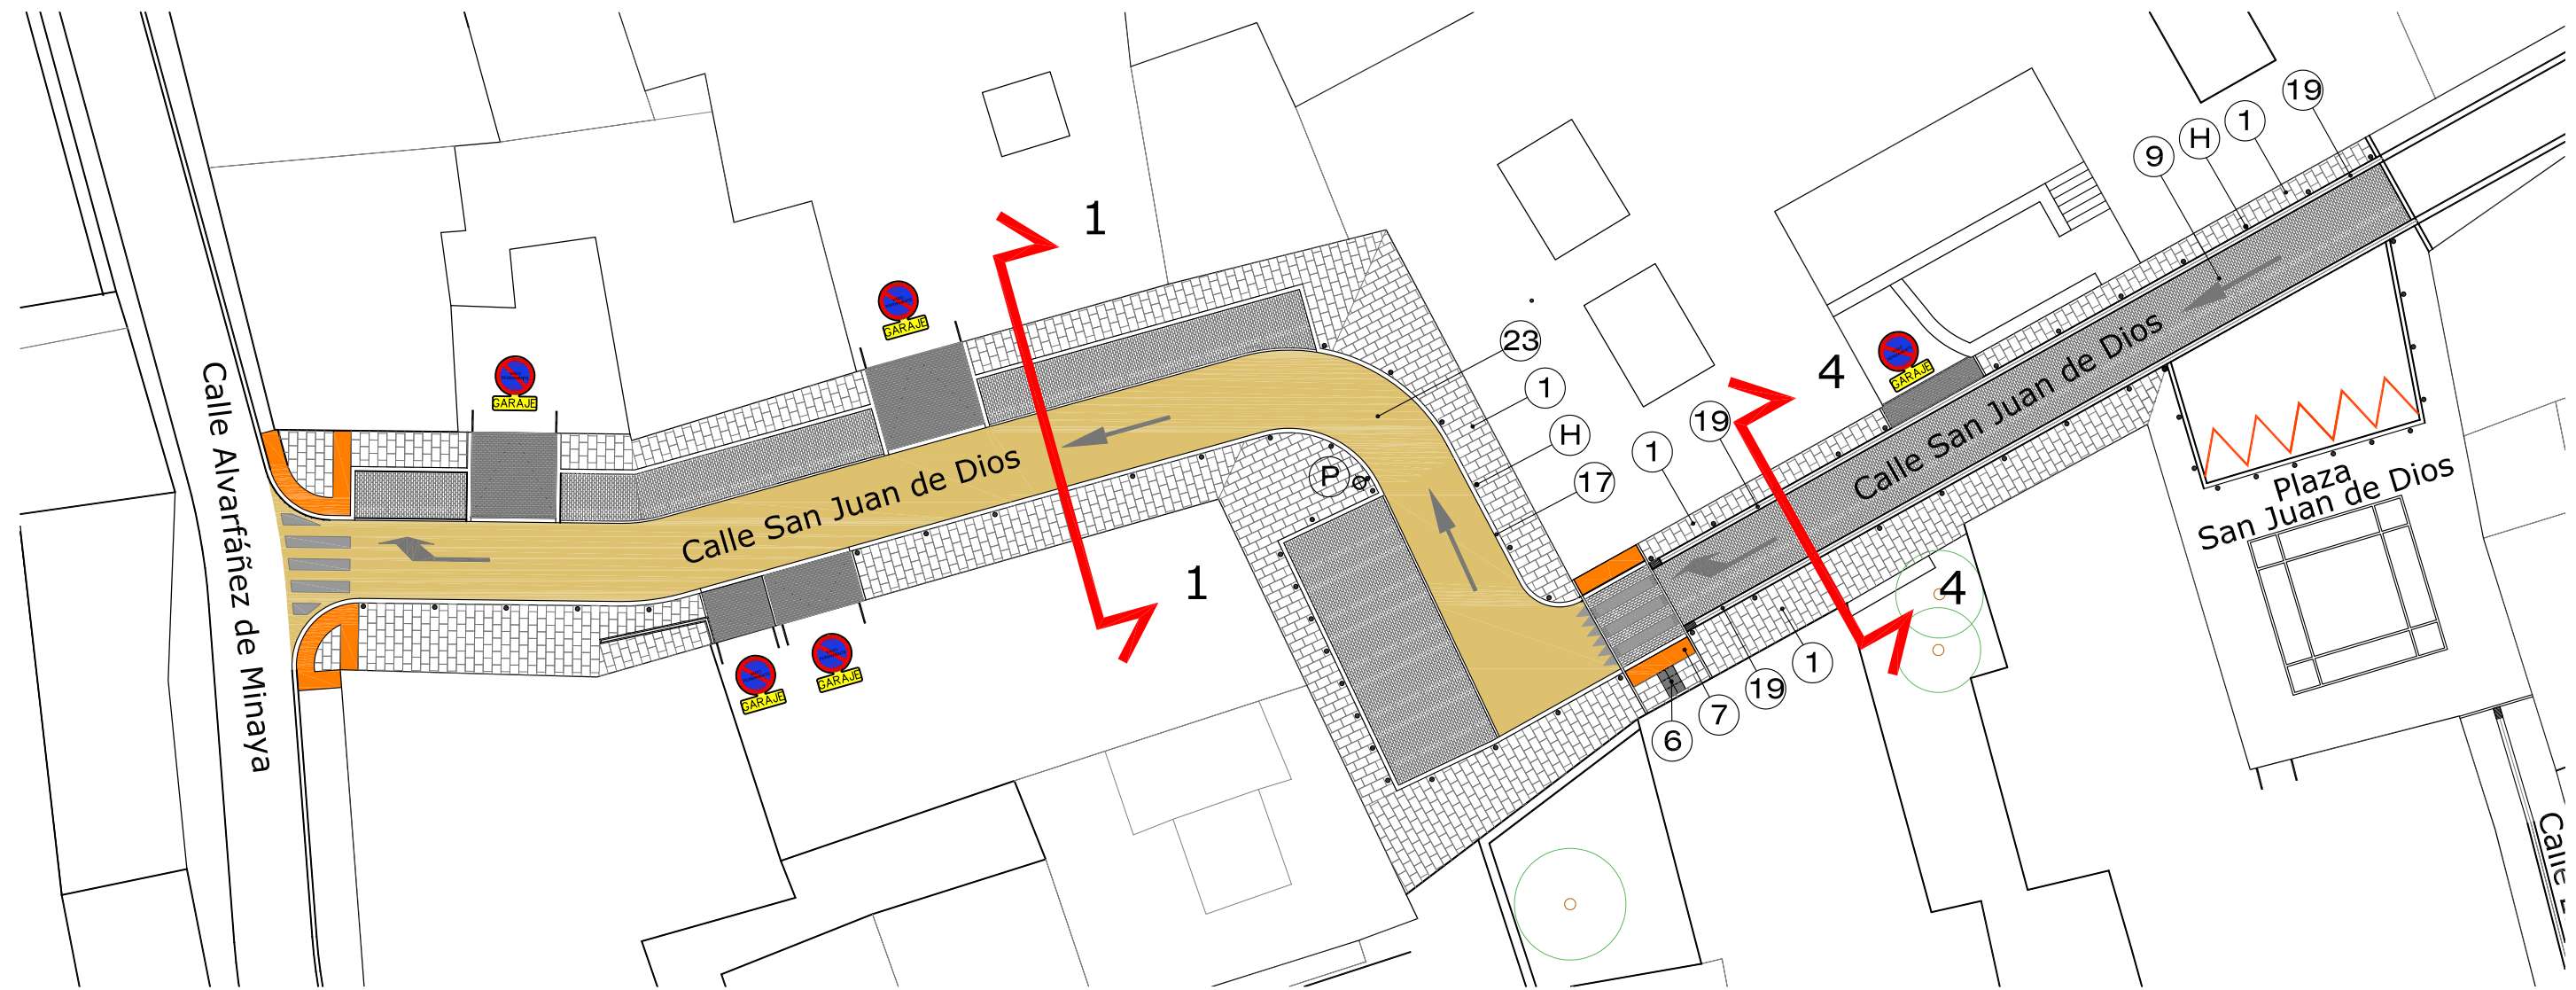 19
1
H
9
1
GARAJE
23
4
GARAJE
1
GARAJE
19
H
1
17
P
Calle San Juan de Dios
Calle San Juan de Dios
Calle Alvarfáñez de Minaya
Plaza
San Juan de Dios
1
4
1
19
7
6
GARAJE
GARAJE
Calle